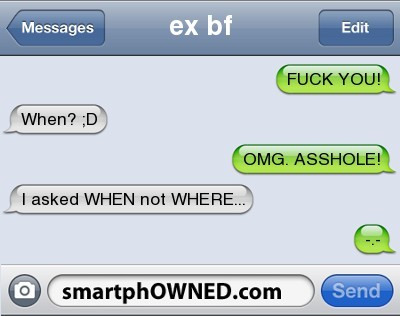 Messages
ex bf
Edit
FUCK YOU!
When? ;D
OMG. ASSHOLE!
I asked WHEN not WHERE...
-.-
smartphOWNED.com
Send